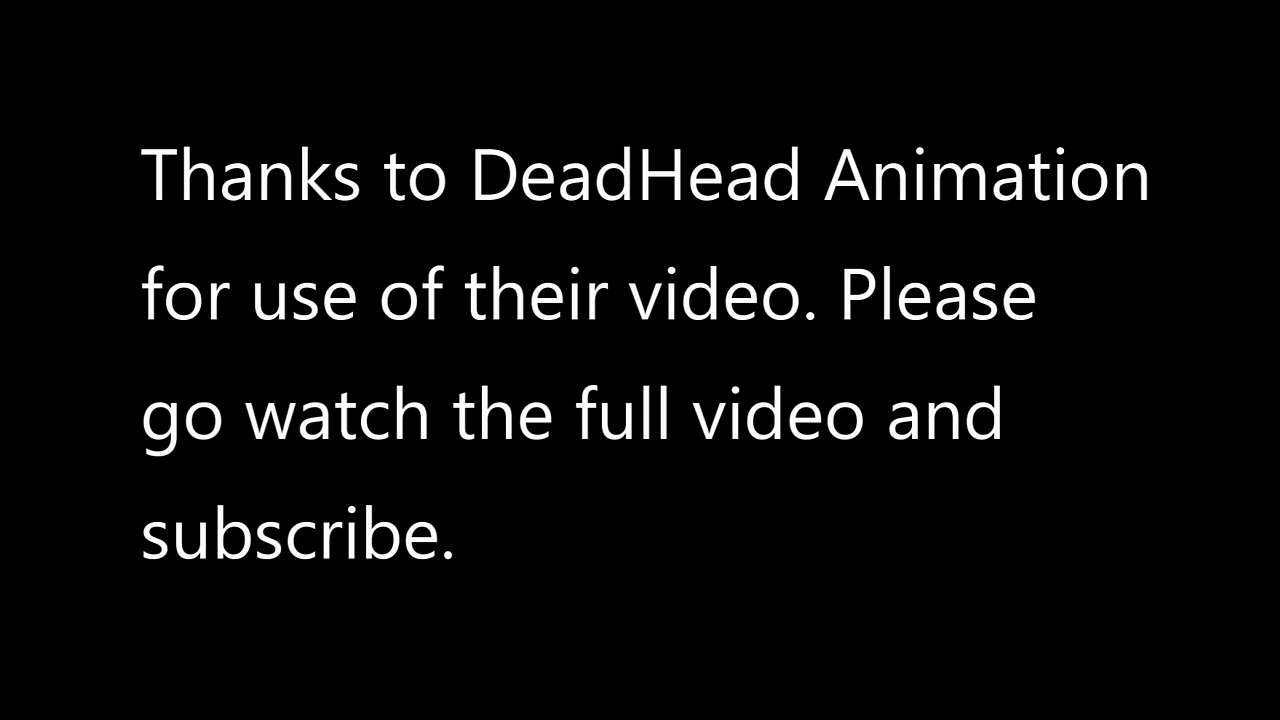 Thanks to DeadHead Animation
for use of their video. Please
go watch the full video and
subscribe.